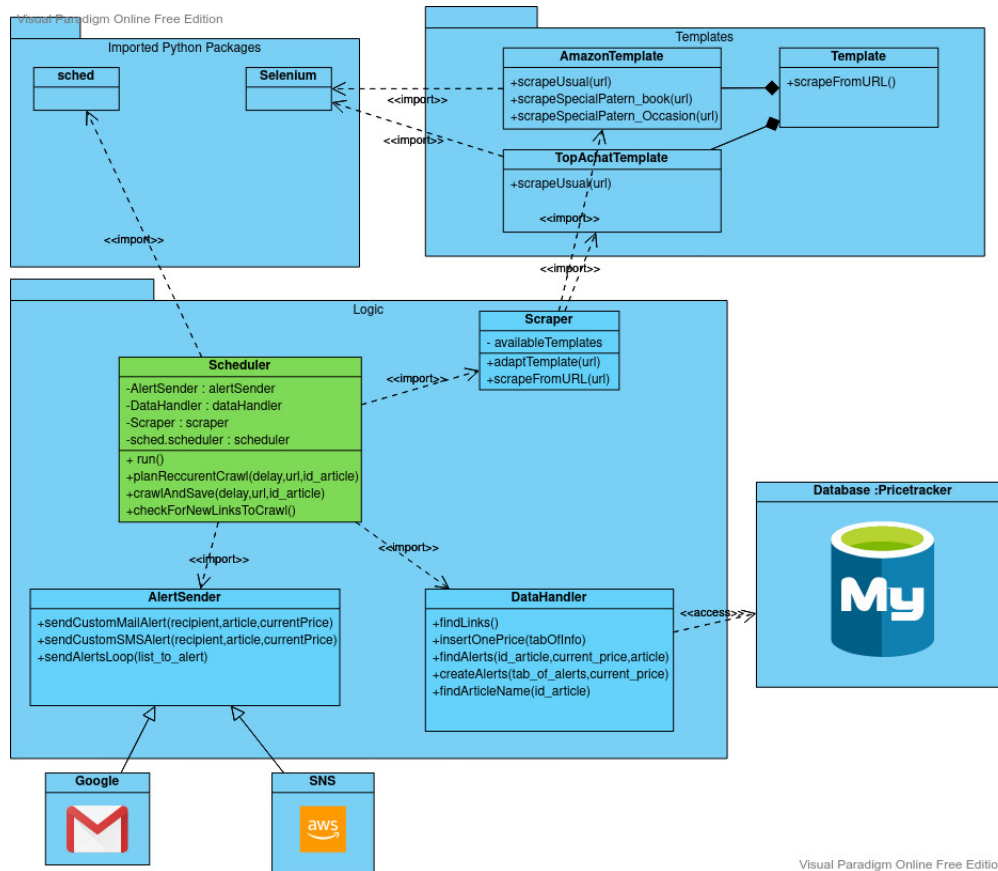 Visual Paradigm Online Free Edition
Imported Python Packages
sched
Selenium
Templates
AmazonTemplate
+scrapeUsual(url)
+scrapeSpecialPatern_book(url)
+scrapeSpecialPatern_Occasion(url)
Template
+scrapeFromURL()
<<import>>
<<import>>
TopAchatTemplate
+scrapeUsual(url)
<<import>>
<<import>>
<<import>>
Logic
Scraper
- availableTemplates
+adaptTemplate(url)
+scrapeFromURL(url)
Scheduler
-AlertSender : alertSender
-DataHandler : dataHandler
-Scraper : scraper
-sched.scheduler : scheduler
+ run()
+planReccurentCrawl(delay,url,id_article)
+crawlAndSave(delay,url,id_article)
+checkForNewLinksToCrawl()
<<import>>
<<import>>
<<import>>
AlertSender
+sendCustomMailAlert(recipient,article,currentPrice)
+sendCustomSMSAlert(recipient,article,currentPrice)
+sendAlertsLoop(list_to_alert)
DataHandler
+findLinks()
+insertOnePrice(tabOfInfo)
+findAlerts(id_article,current_price,article)
+createAlerts(tab_of_alerts,current_price)
+findArticleName(id_article)
<<access>>
Database :Pricetracker
My
Google
SNS
aws
Visual Paradigm Online Free Editio